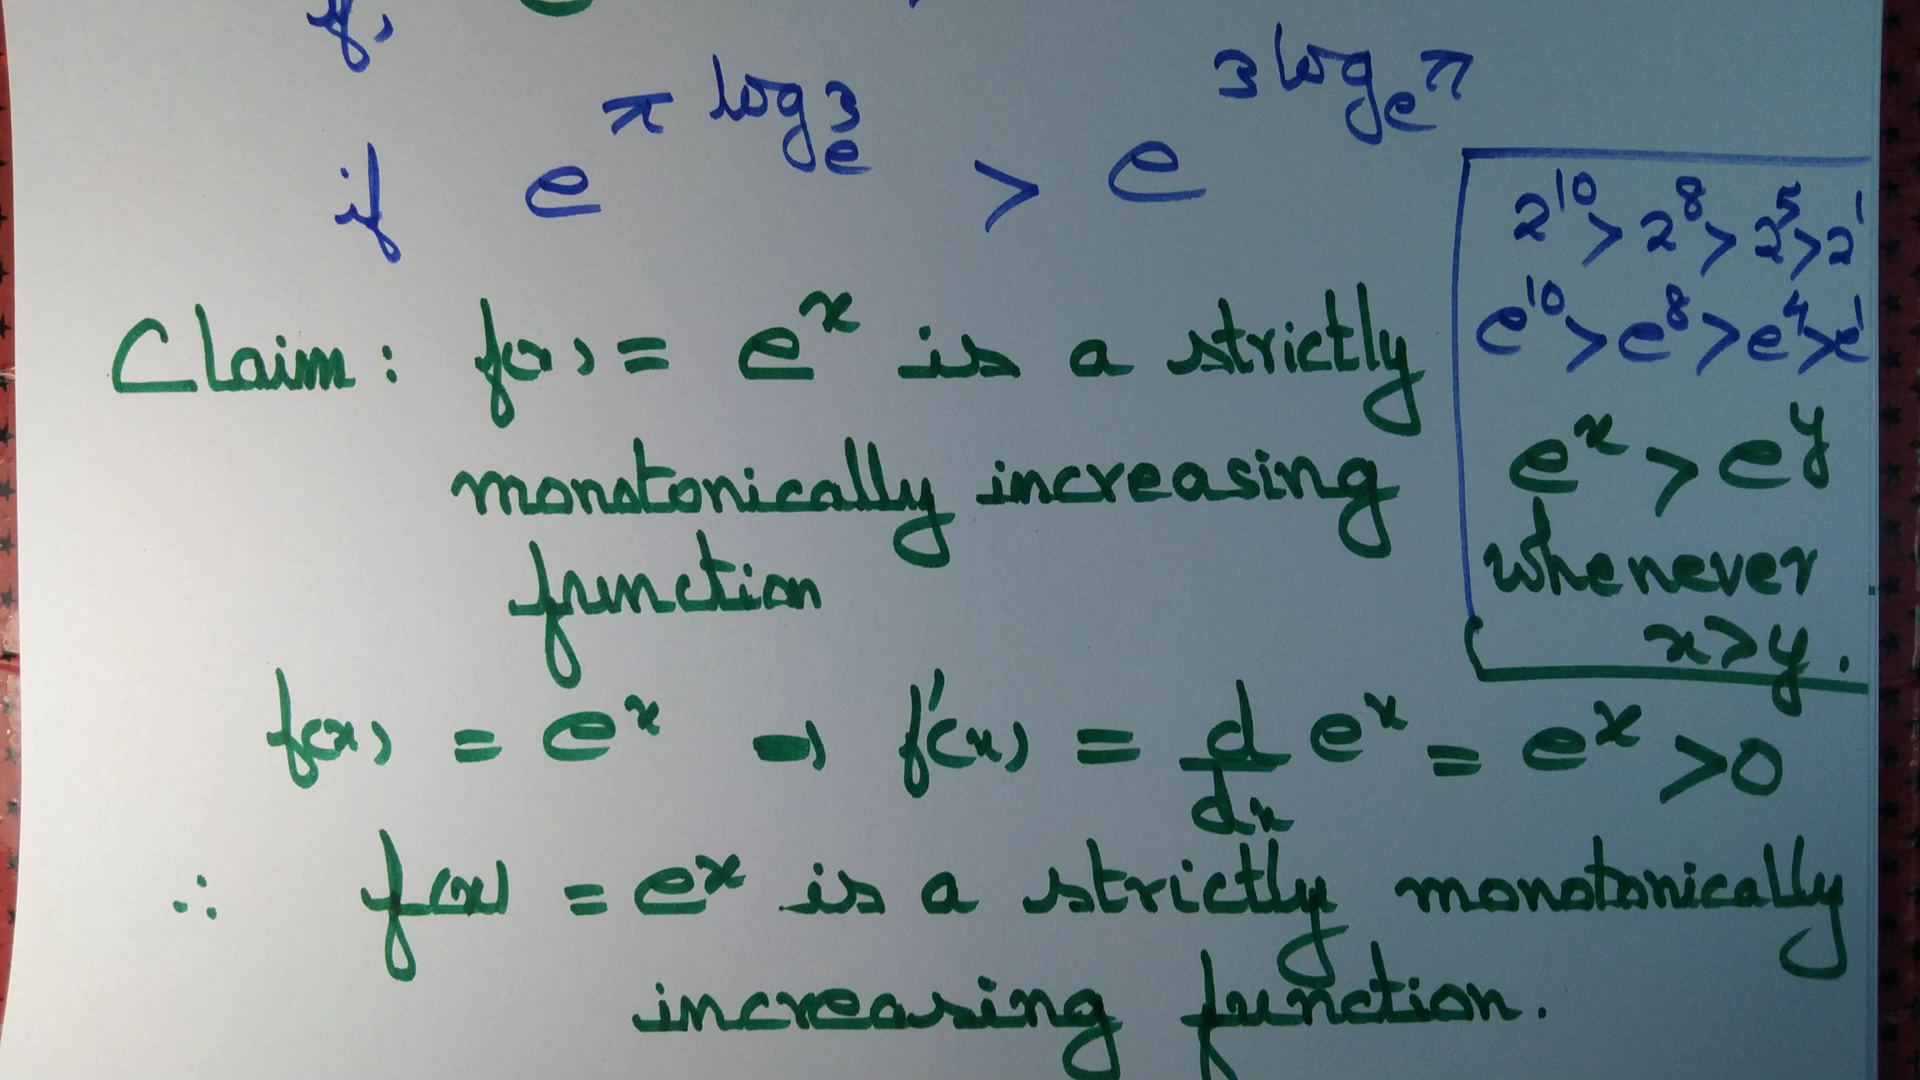 if,
if e^{π log_e 3} > e^{3 log_e π}
2^{10} > 2^8 > 2^5 > 2^1
e^{10} > e^8 > e^4 > e^1
e^x > e^y
whenever
x > y.
Claim: f(x) = e^x is a strictly
monotonically increasing
function
f(x) = e^x ⇒ f'(x) = d/dx e^x = e^x > 0
∴ f(x) = e^x is a strictly monotonically
increasing function.